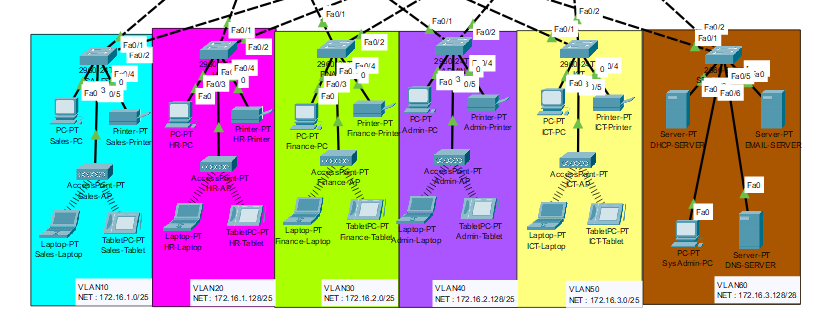 Fa0/1
Fa0/2
Fa0/1
Fa0/1
Fa0/1
Fa0/2
Fa0/1
Fa0/2
Fa0/2
Fa0/2
Fa0/1
Fa0/4
Fa0/3
Fa0/3
Fa0/5
Fa0/6
PC-PT
Sales-PC
Printer-PT
Sales-Printer
PC-PT
HR-PC
Printer-PT
HR-Printer
PC-PT
Finance-PC
Printer-PT
Finance-Printer
PC-PT
Admin-PC
Printer-PT
Admin-Printer
PC-PT
ICT-PC
Printer-PT
ICT-Printer
Server-PT
DHCP-SERVER
Server-PT
EMAIL-SERVER
AccessPoint-PT
Sales-AP
AccessPoint-PT
HR-AP
AccessPoint-PT
Finance-AP
AccessPoint-PT
Admin-AP
AccessPoint-PT
ICT-AP
Fa0
Fa0
Laptop-PT
Sales-Laptop
TabletPC-PT
Sales-Tablet
Laptop-PT
HR-Laptop
TabletPC-PT
HR-Tablet
Laptop-PT
Finance-Laptop
TabletPC-PT
Finance-Tablet
Laptop-PT
Admin-Laptop
TabletPC-PT
Admin-Tablet
Laptop-PT
ICT-Laptop
TabletPC-PT
ICT-Tablet
PC-PT
SysAdmin-PC
Server-PT
DNS-SERVER
VLAN10
NET : 172.16.1.0/25
VLAN20
NET : 172.16.1.128/25
VLAN30
NET : 172.16.2.0/25
VLAN40
NET : 172.16.2.128/25
VLAN50
NET : 172.16.3.0/25
VLAN60
NET : 172.16.3.128/28